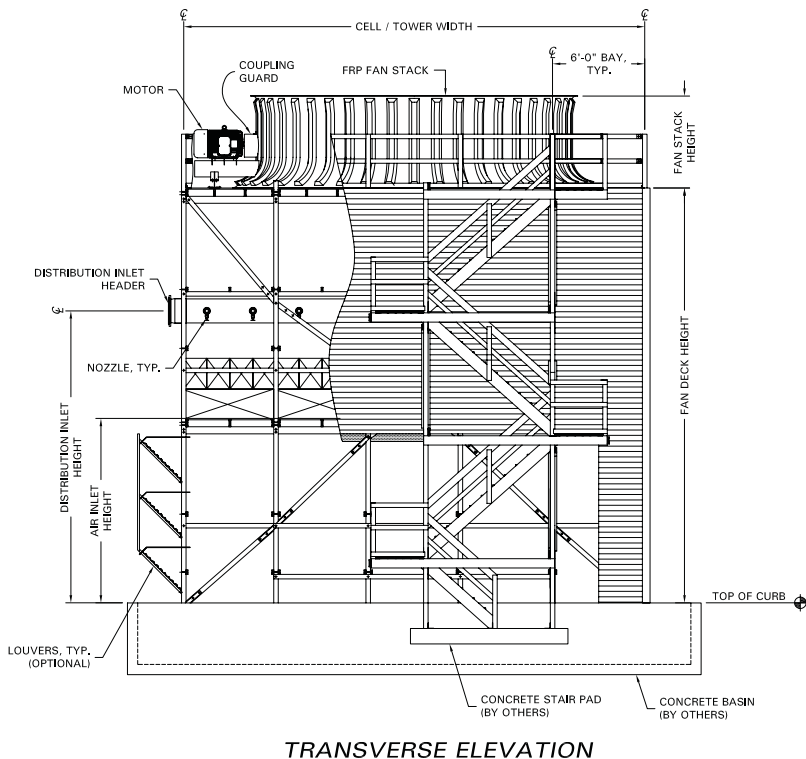 ℄
℄
CELL / TOWER WIDTH
℄
6'-0" BAY,
TYP.
COUPLING
GUARD
FRP FAN STACK
MOTOR
FAN STACK
HEIGHT
DISTRIBUTION INLET
HEADER
℄
NOZZLE, TYP.
FAN DECK HEIGHT
DISTRIBUTION INLET
HEIGHT
AIR INLET
HEIGHT
TOP OF CURB
LOUVERS, TYP.
(OPTIONAL)
CONCRETE STAIR PAD
(BY OTHERS)
CONCRETE BASIN
(BY OTHERS)
TRANSVERSE ELEVATION